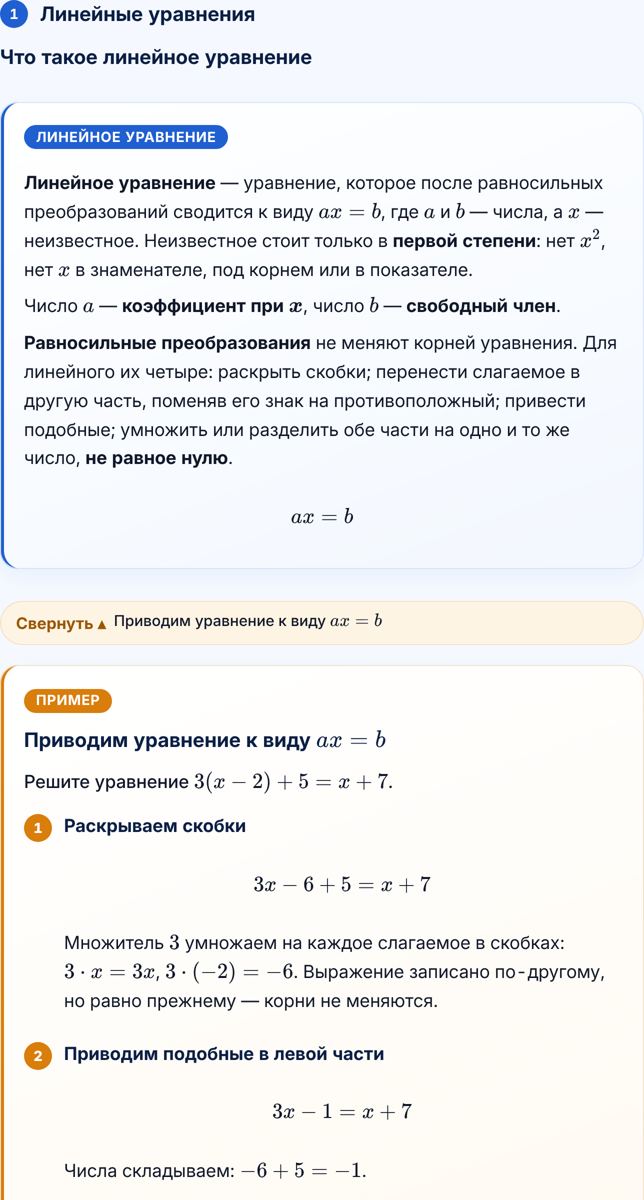 1 Линейные уравнения
Что такое линейное уравнение
ЛИНЕЙНОЕ УРАВНЕНИЕ
Линейное уравнение — уравнение, которое после равносильных
преобразований сводится к виду ax = b, где a и b — числа, а x —
неизвестное. Неизвестное стоит только в первой степени: нет x²,
нет x в знаменателе, под корнем или в показателе.
Число a — коэффициент при x, число b — свободный член.
Равносильные преобразования не меняют корней уравнения. Для
линейного их четыре: раскрыть скобки; перенести слагаемое в
другую часть, поменяв его знак на противоположный; привести
подобные; умножить или разделить обе части на одно и то же
число, не равное нулю.
ax = b
Свернуть ▲ Приводим уравнение к виду ax = b
ПРИМЕР
Приводим уравнение к виду ax = b
Решите уравнение 3(x − 2) + 5 = x + 7.
1 Раскрываем скобки
3x − 6 + 5 = x + 7
Множитель 3 умножаем на каждое слагаемое в скобках:
3 · x = 3x, 3 · (−2) = −6. Выражение записано по-другому,
но равно прежнему — корни не меняются.
2 Приводим подобные в левой части
3x − 1 = x + 7
Числа складываем: −6 + 5 = −1.